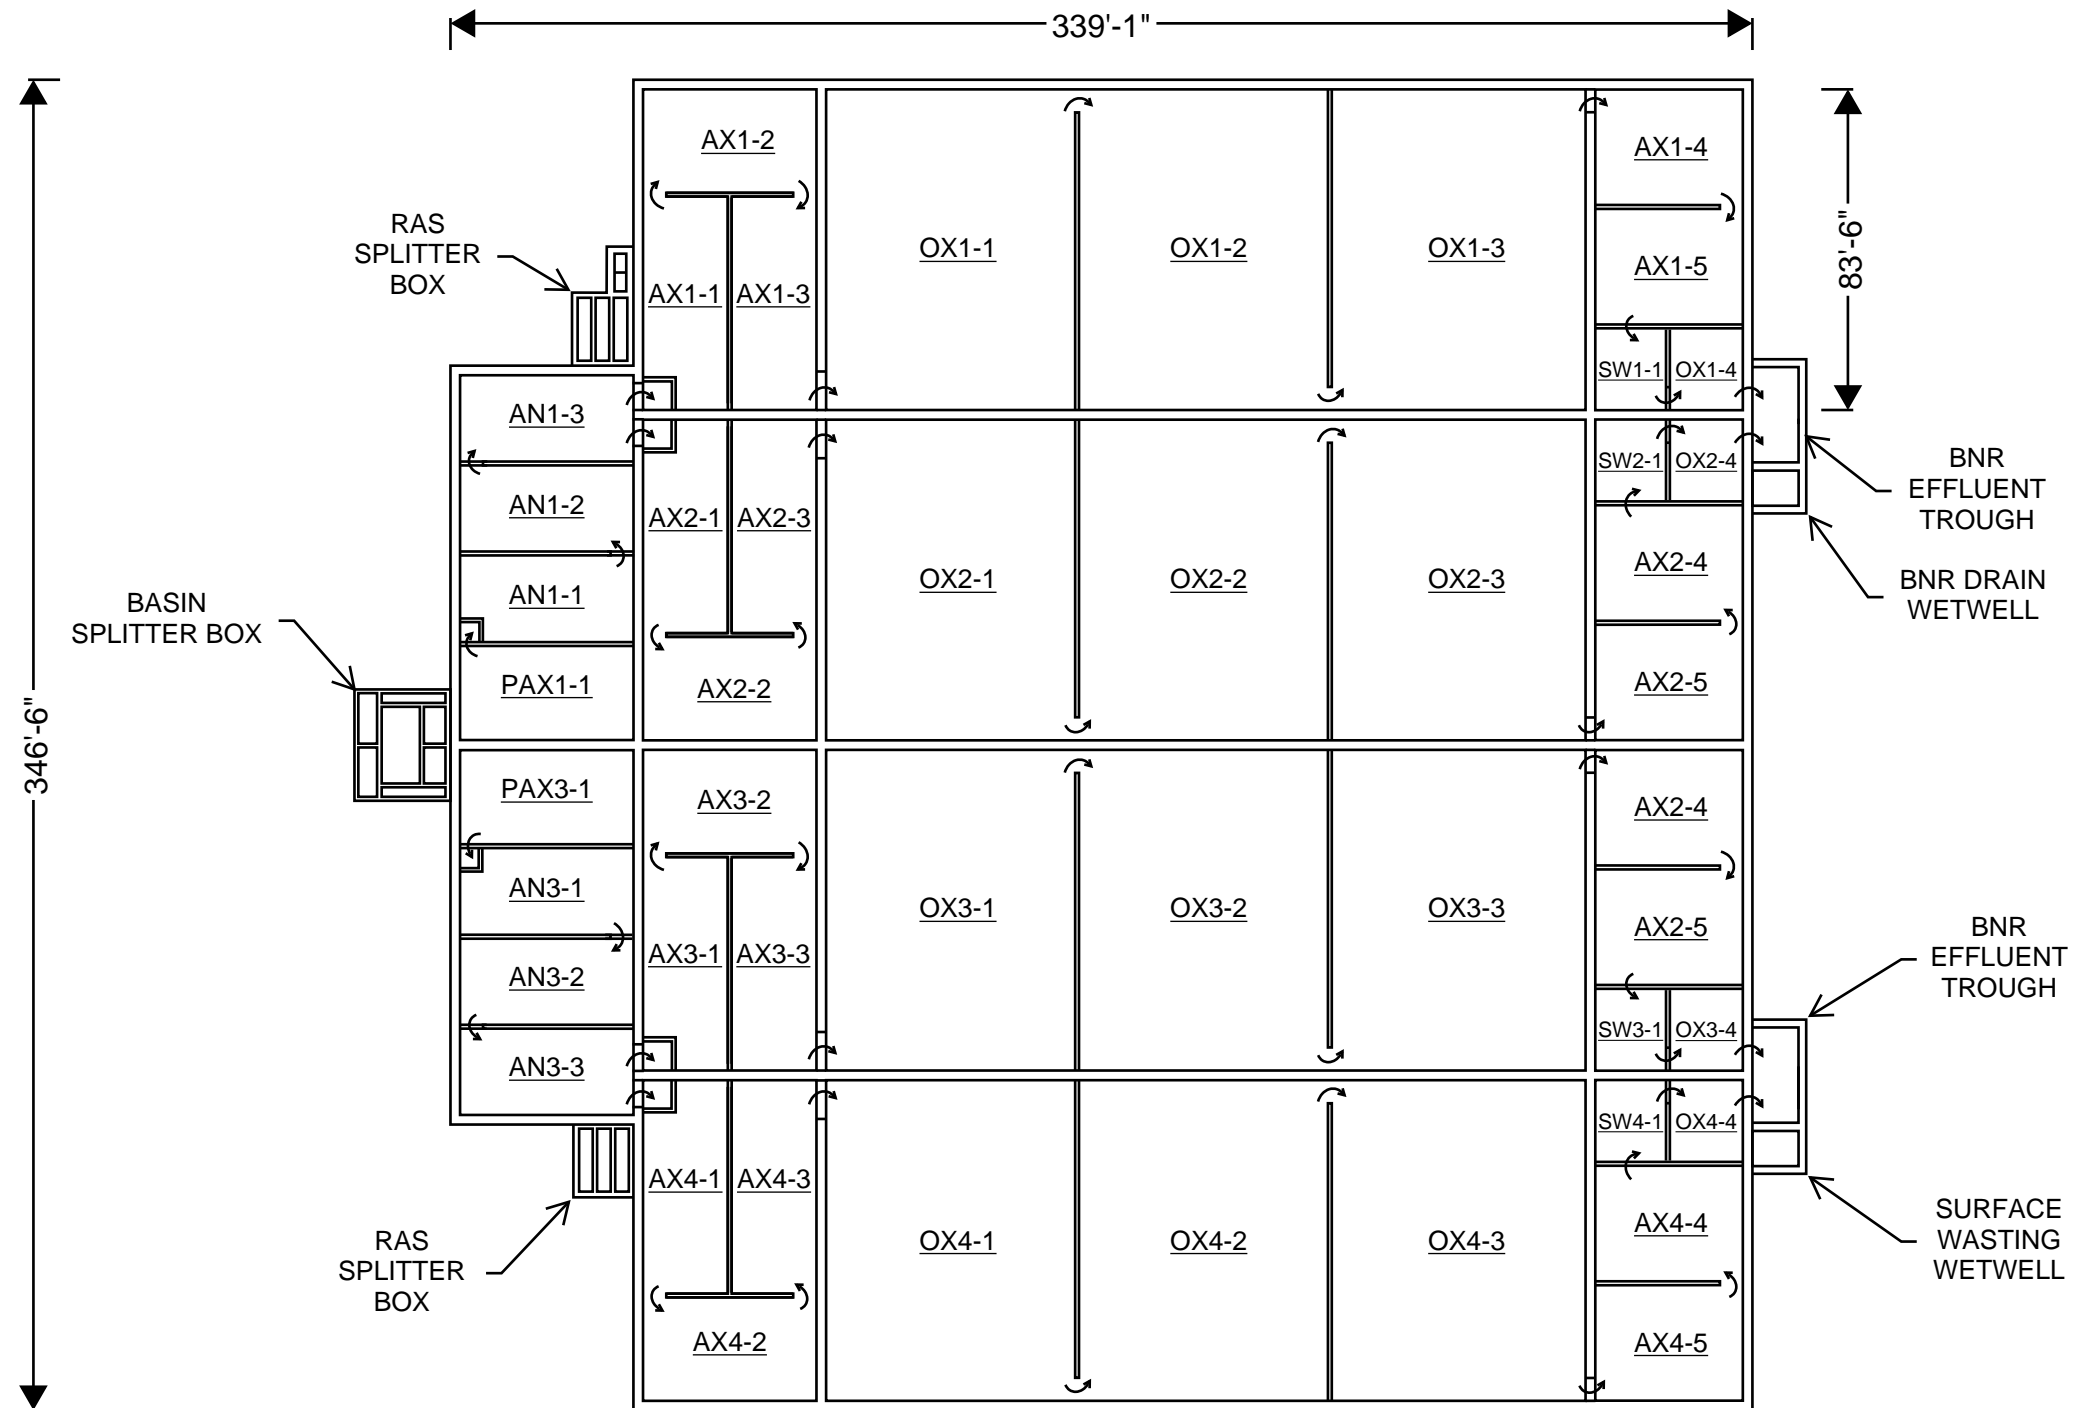 339'-1"
AX1-2
AX1-4
RAS
SPLITTER
BOX
OX1-1
OX1-2
OX1-3
83'-6"
AX1-5
AX1-1
AX1-3
SW1-1
OX1-4
AN1-3
SW2-1
OX2-4
BNR
EFFLUENT
TROUGH
AN1-2
AX2-1
AX2-3
AX2-4
OX2-1
OX2-2
OX2-3
BNR DRAIN
WETWELL
AN1-1
BASIN
SPLITTER BOX
PAX1-1
AX2-2
AX2-5
346'-6"
PAX3-1
AX3-2
AX2-4
AN3-1
OX3-1
OX3-2
OX3-3
AX2-5
BNR
EFFLUENT
TROUGH
AX3-1
AX3-3
AN3-2
SW3-1
OX3-4
AN3-3
SW4-1
OX4-4
AX4-1
AX4-3
SURFACE
WASTING
WETWELL
AX4-4
RAS
SPLITTER
BOX
OX4-1
OX4-2
OX4-3
AX4-2
AX4-5